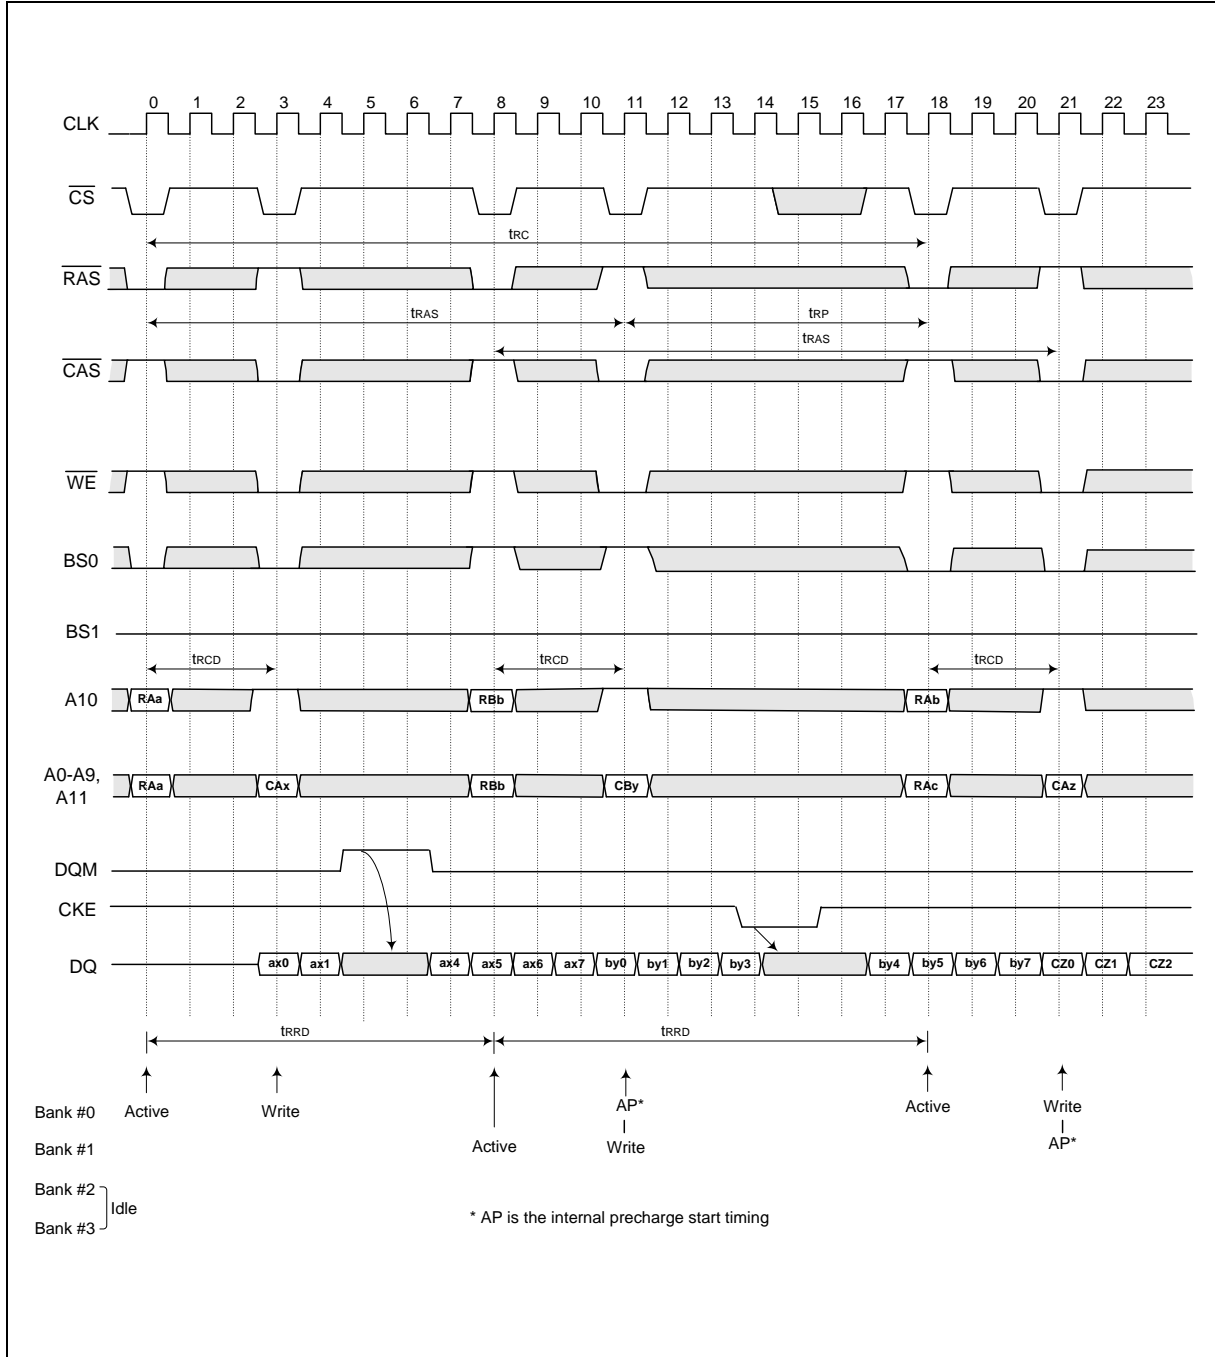 0 1 2 3 4 5 6 7 8 9 10 11 12 13 14 15 16 17 18 19 20 21 22 23
CLK
CS
tRC
RAS
tRAS tRP
tRAS
CAS
WE
BS0
BS1
tRCD tRCD tRCD
A10 RAa RBb RAb
A0-A9,
A11 RAa CAx RBb CBy RAc CAz
DQM
CKE
DQ ax0 ax1 ax4 ax5 ax6 ax7 by0 by1 by2 by3 by4 by5 by6 by7 CZ0 CZ1 CZ2
tRRD tRRD
Bank #0 Active Write AP* Active Write
Bank #1 Active Write AP*
Bank #2
Idle
Bank #3
* AP is the internal precharge start timing